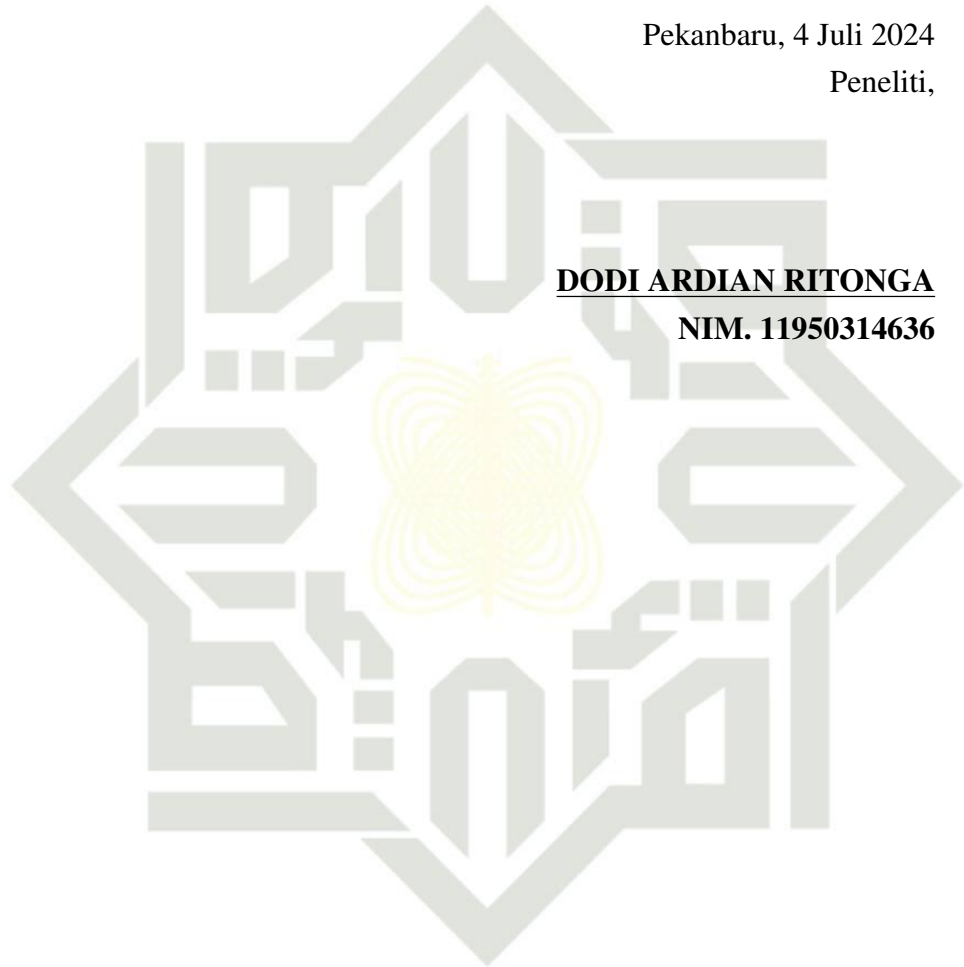 Pekanbaru, 4 Juli 2024
Peneliti,
DODI ARDIAN RITONGA
NIM. 11950314636